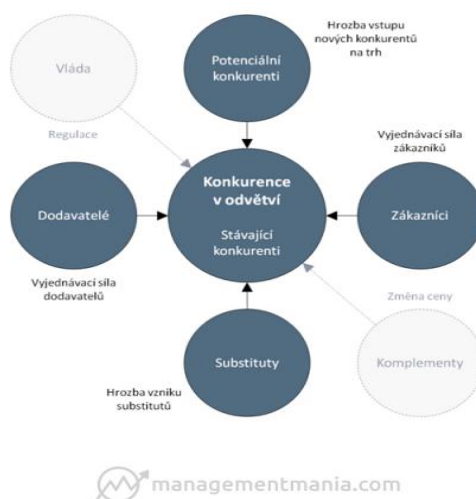 Hrozba vstupu
nových konkurentů
na trh
Vláda
Potenciální
konkurenti
Regulace
Vyjednávací síla
zákazníků
Konkurence
v odvětví
Stávající
konkurenti
Dodavatelé
Zákazníci
Vyjednávací síla
dodavatelů
Změna ceny
Substituty
Komplementy
Hrozba vzniku
substitutů
managementmania.com